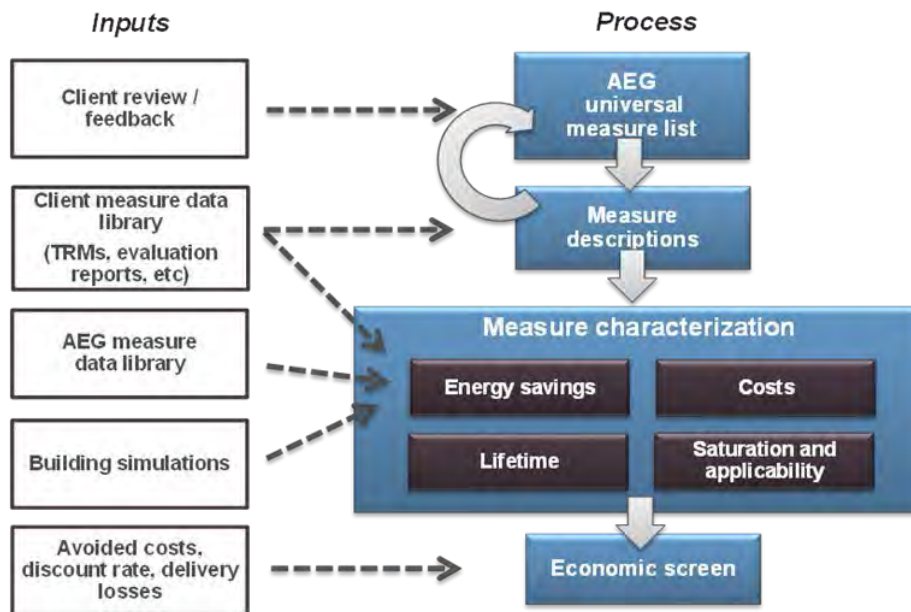 Inputs
Process
Client review /
feedback
AEG
universal
measure list
Client measure data
library
(TRMs, evaluation
reports, etc)
Measure
descriptions
AEG measure
data library
Measure characterization
Energy savings
Costs
Lifetime
Saturation and
applicability
Building simulations
Avoided costs,
discount rate, delivery
losses
Economic screen